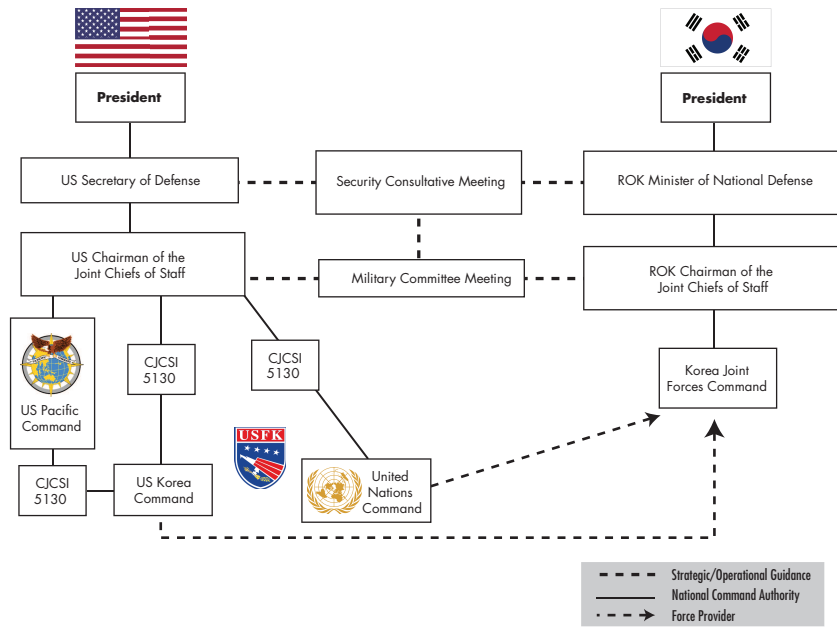 President
President
US Secretary of Defense
Security Consultative Meeting
ROK Minister of National Defense
US Chairman of the
Joint Chiefs of Staff
Military Committee Meeting
ROK Chairman of the
Joint Chiefs of Staff
US Pacific
Command
CJCSI
5130
CJCSI
5130
Korea Joint
Forces Command
CJCSI
5130
US Korea
Command
USFK
United
Nations
Command
Strategic/Operational Guidance
National Command Authority
Force Provider